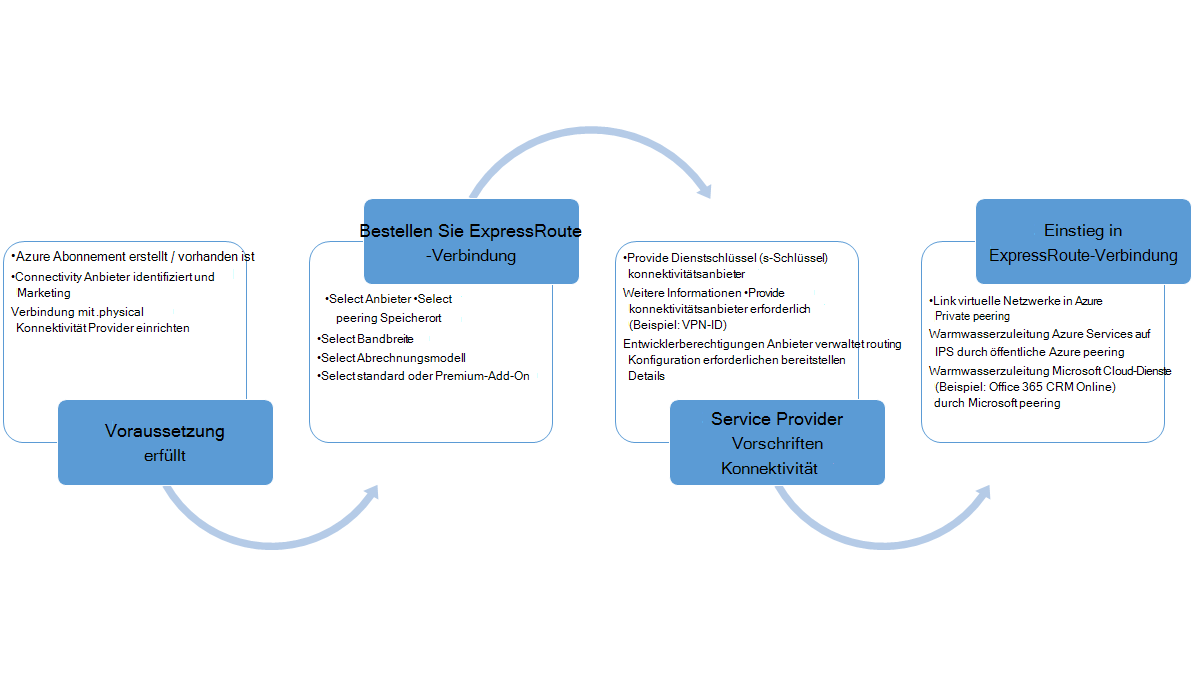 •Azure Abonnement erstellt / vorhanden ist
•Connectivity Anbieter identifiziert und
Marketing
Verbindung mit .physical
Konnektivität Provider einrichten
Voraussetzung
erfüllt
Bestellen Sie ExpressRoute
-Verbindung
•Select Anbieter •Select
peering Speicherort
•Select Bandbreite
•Select Abrechnungsmodell
•Select standard oder Premium-Add-On
•Provide Dienstschlüssel (s-Schlüssel)
konnektivitätsanbieter
Weitere Informationen •Provide
konnektivitätsanbieter erforderlich
(Beispiel: VPN-ID)
Entwicklerberechtigungen Anbieter verwaltet routing
Konfiguration erforderlichen bereitstellen
Details
Service Provider
Vorschriften
Konnektivität
Einstieg in
ExpressRoute-Verbindung
•Link virtuelle Netzwerke in Azure
Private peering
Warmwasserzuleitung Azure Services auf
IPS durch öffentliche Azure peering
Warmwasserzuleitung Microsoft Cloud-Dienste
(Beispiel: Office 365 CRM Online)
durch Microsoft peering